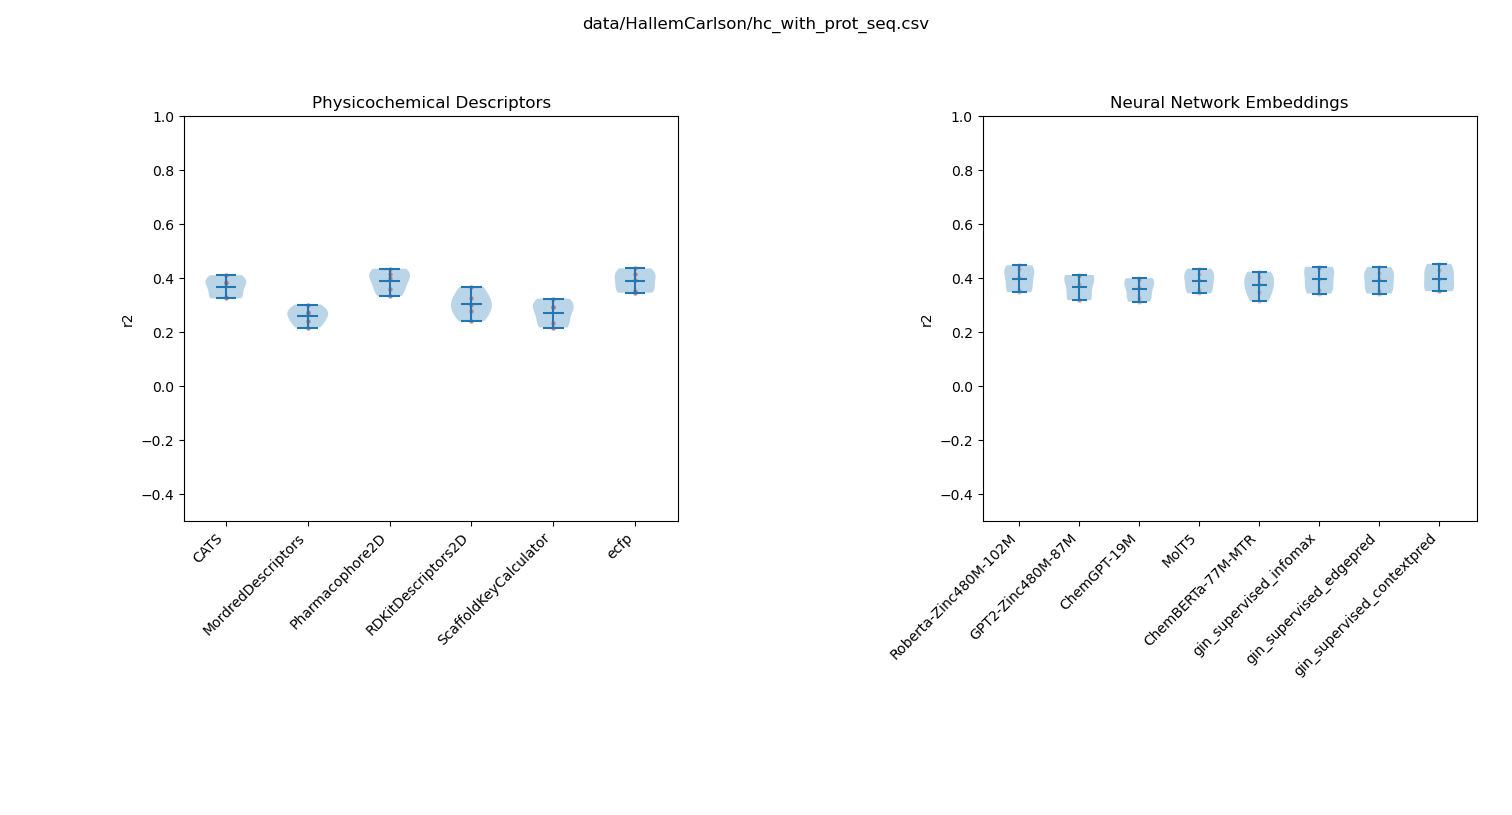 data/HallemCarlson/hc_with_prot_seq.csv
Physicochemical Descriptors
1.0
0.8
0.6
0.4
0.2
0.0
−0.2
−0.4
r2
CATS
MordredDescriptors
Pharmacophore2D
RDKitDescriptors2D
ScaffoldKeyCalculator
ecfp
Neural Network Embeddings
1.0
0.8
0.6
0.4
0.2
0.0
−0.2
−0.4
r2
Roberta-Zinc480M-102M
GPT2-Zinc480M-87M
ChemGPT-19M
MolT5
ChemBERTa-77M-MTR
gin_supervised_infomax
gin_supervised_edgepred
gin_supervised_contextpred